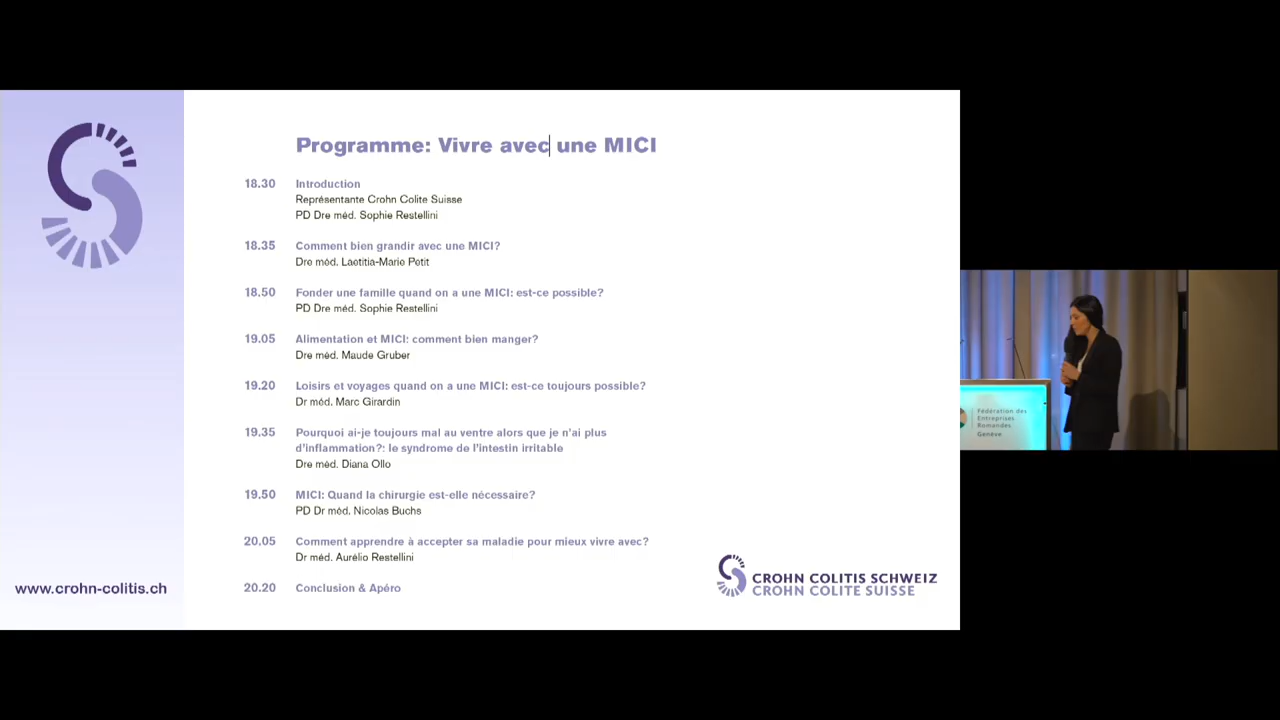 Programme: Vivre avec une MICI
18.30 Introduction
Représentante Crohn Colite Suisse
PD Dre méd. Sophie Restellini
18.35 Comment bien grandir avec une MICI?
Dre méd. Laetitia-Marie Petit
18.50 Fonder une famille quand on a une MICI: est-ce possible?
PD Dre méd. Sophie Restellini
19.05 Alimentation et MICI: comment bien manger?
Dre méd. Maude Gruber
19.20 Loisirs et voyages quand on a une MICI: est-ce toujours possible?
Dr méd. Marc Girardin
19.35 Pourquoi ai-je toujours mal au ventre alors que je n'ai plus
d'inflammation?: le syndrome de l'intestin irritable
Dre méd. Diana Ollo
19.50 MICI: Quand la chirurgie est-elle nécessaire?
PD Dr méd. Nicolas Buchs
20.05 Comment apprendre à accepter sa maladie pour mieux vivre avec?
Dr méd. Aurélio Restellini
20.20 Conclusion & Apéro
www.crohn-colitis.ch
CROHN COLITIS SCHWEIZ
CROHN COLITE SUISSE
Fédération des
Entreprises
Romandes
Genève